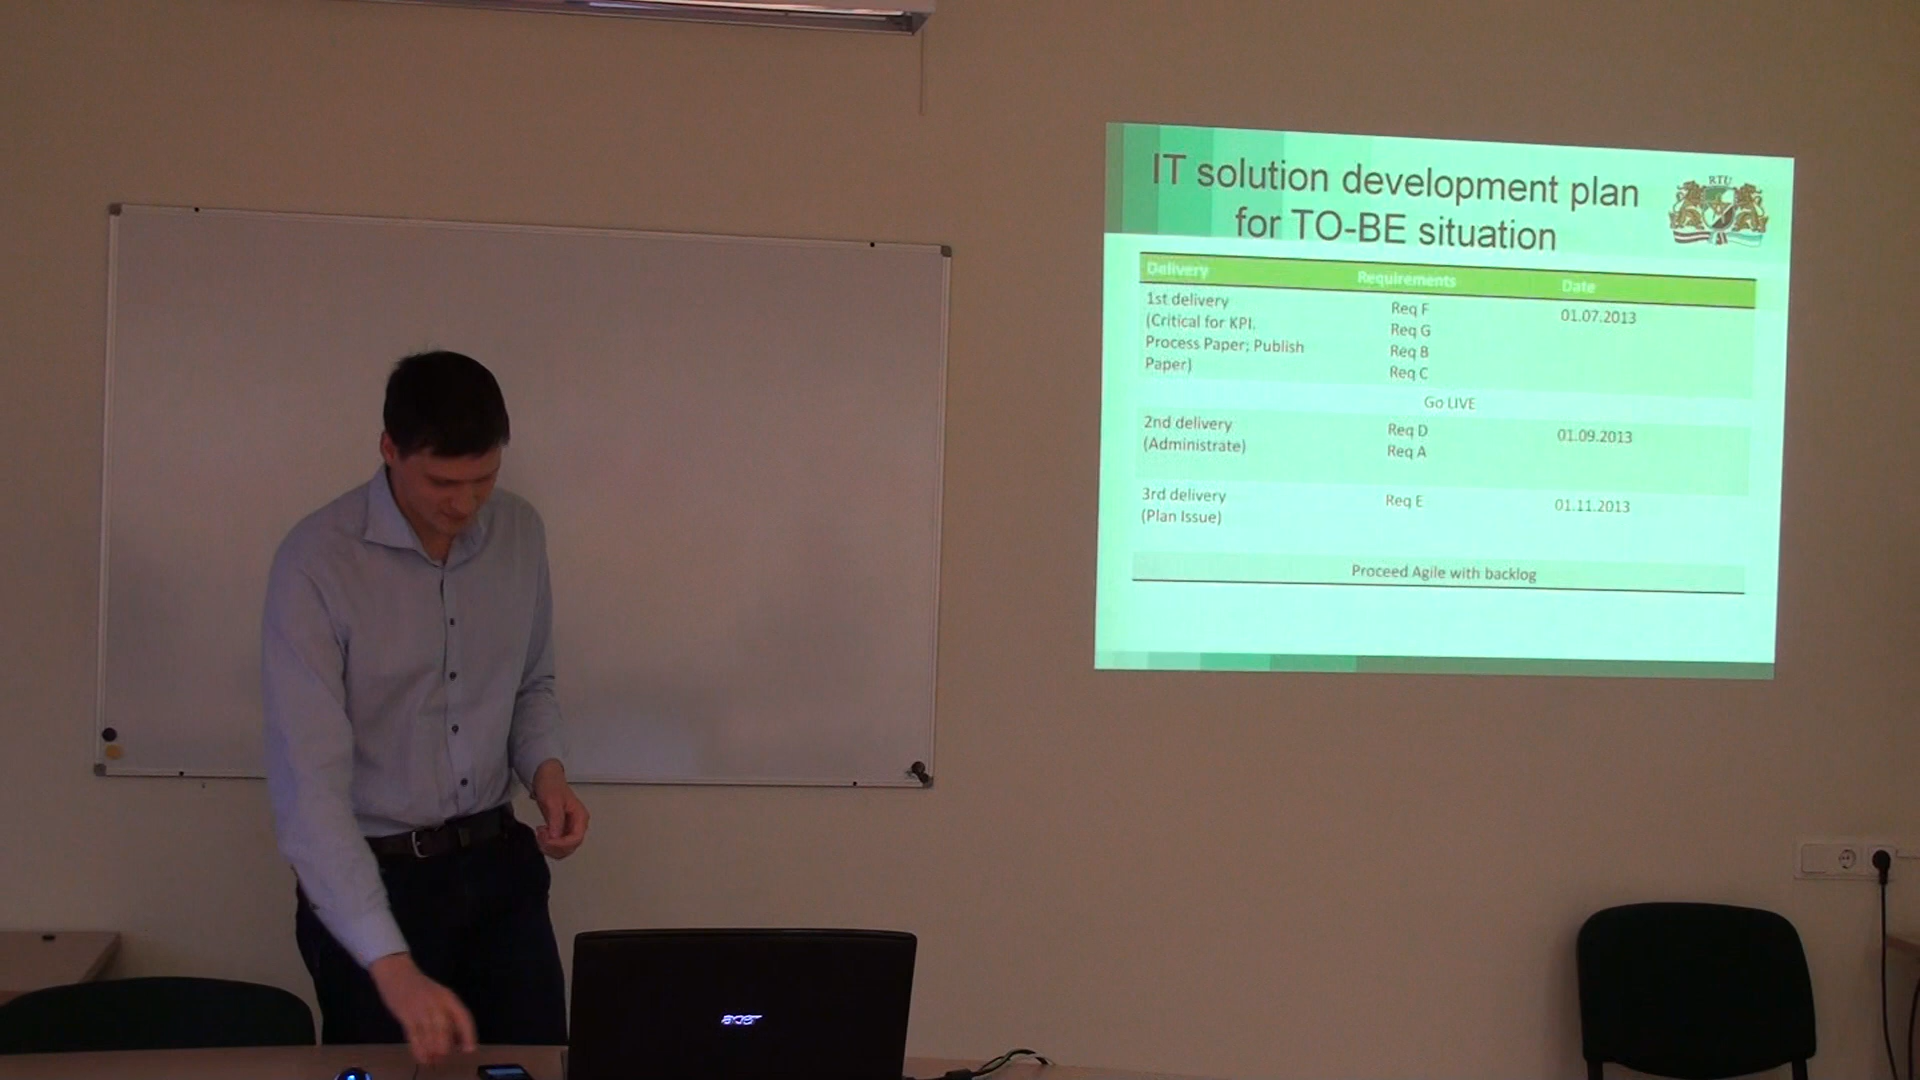 IT solution development plan
for TO-BE situation
RTU
Delivery Requirements Date
1st delivery Req F 01.07.2013
(Critical for KPI. Req G
Process Paper; Publish Req B
Paper) Req C
Go LIVE
2nd delivery Req D 01.09.2013
(Administrate) Req A
3rd delivery Req E 01.11.2013
(Plan Issue)
Proceed Agile with backlog
acer